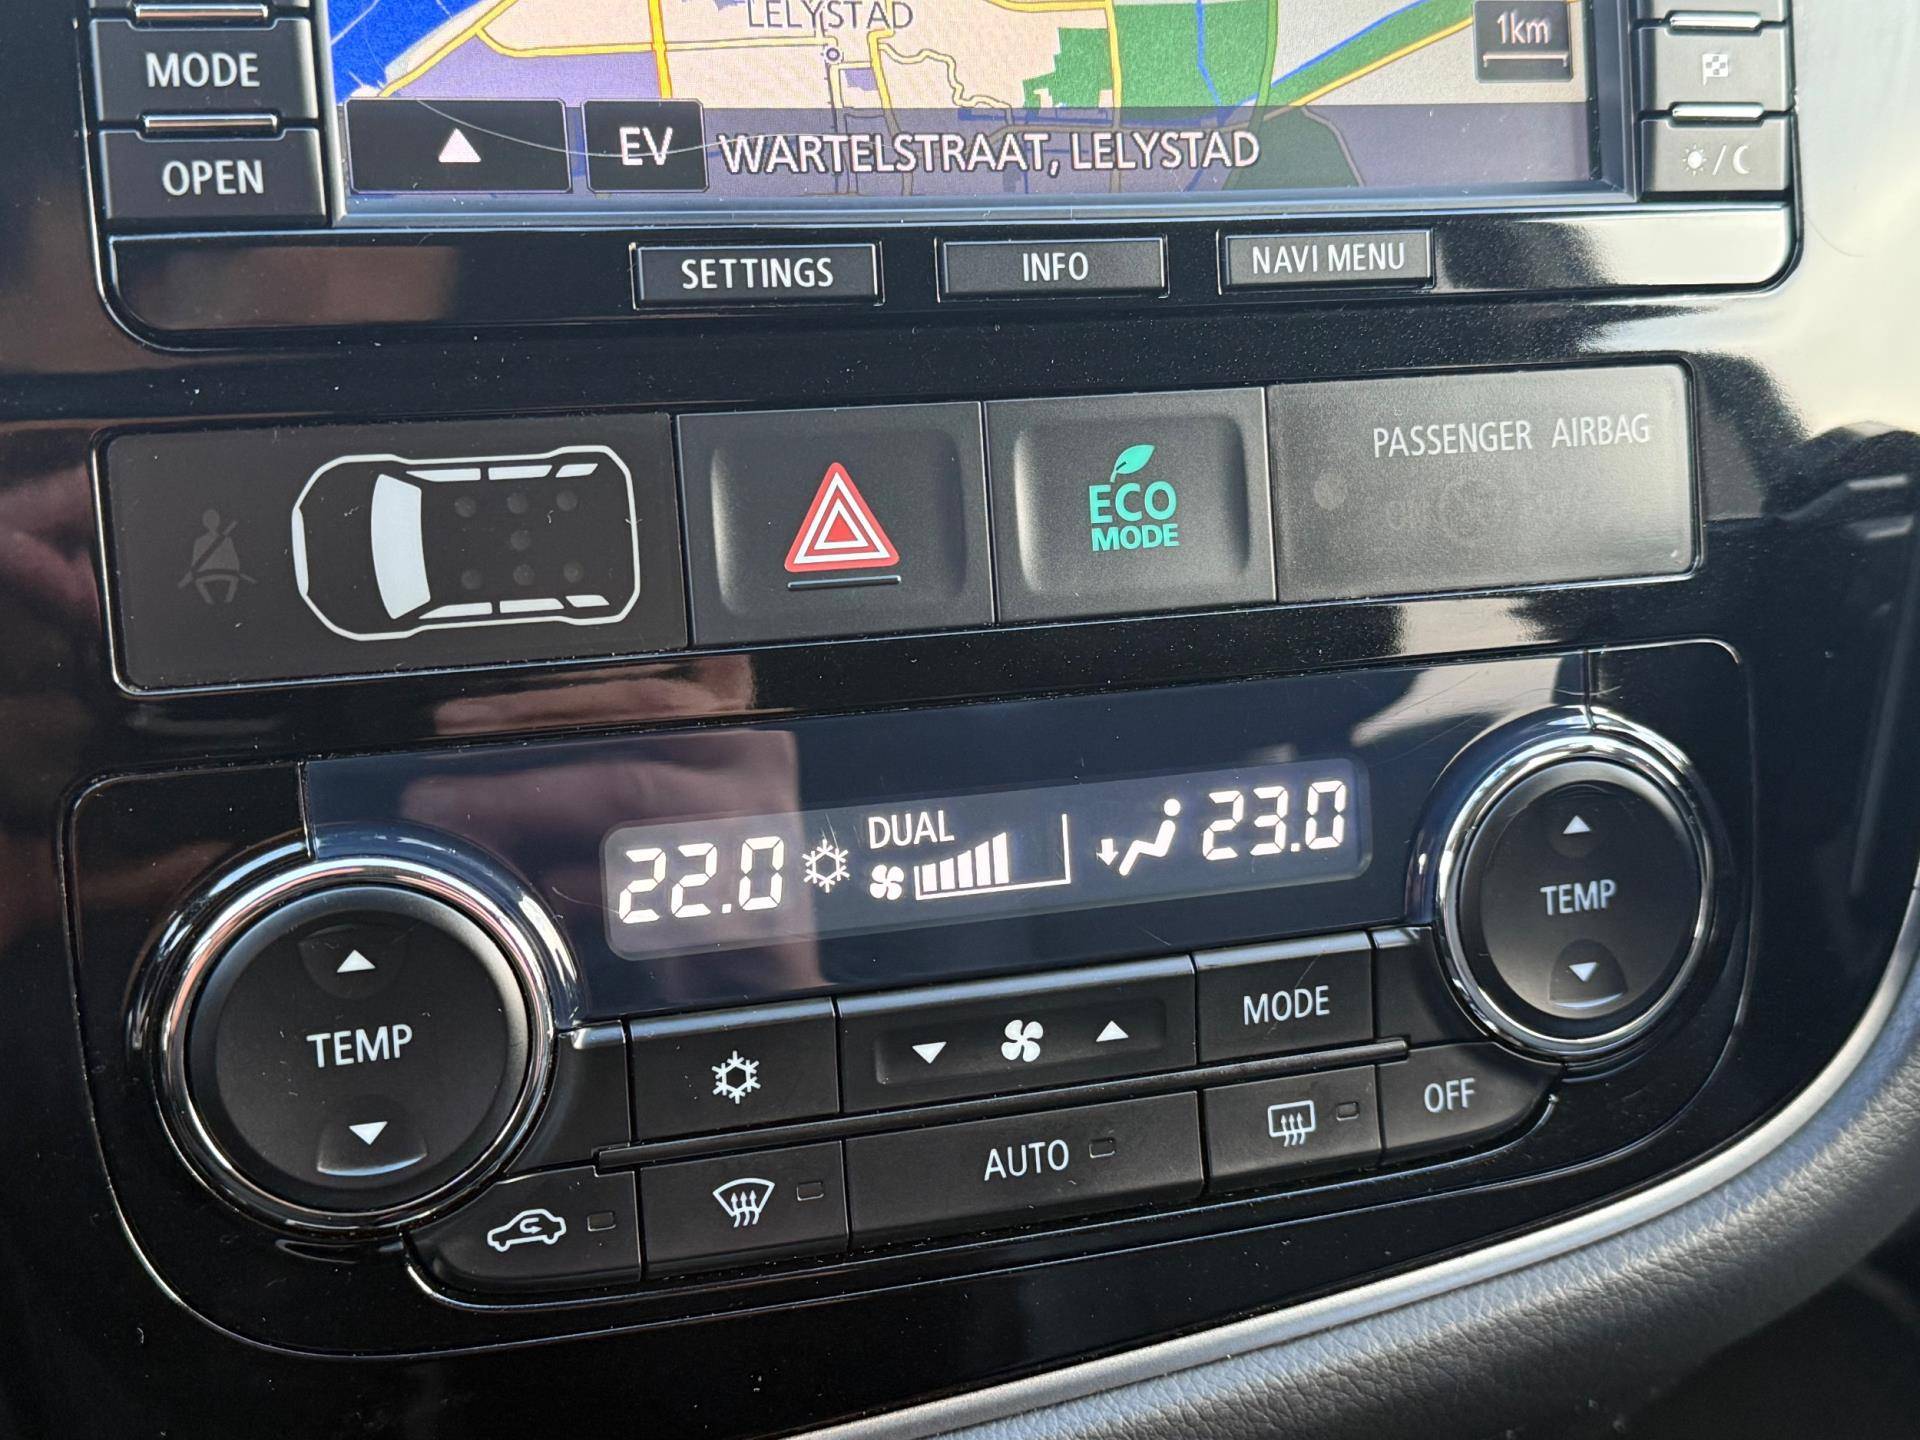 LELYSTAD
1km
MODE
EV
WARTELSTRAAT, LELYSTAD
OPEN
SETTINGS
INFO
NAVI MENU
PASSENGER AIRBAG
ECO
MODE
22.0
DUAL
23.0
TEMP
TEMP
MODE
AUTO
OFF